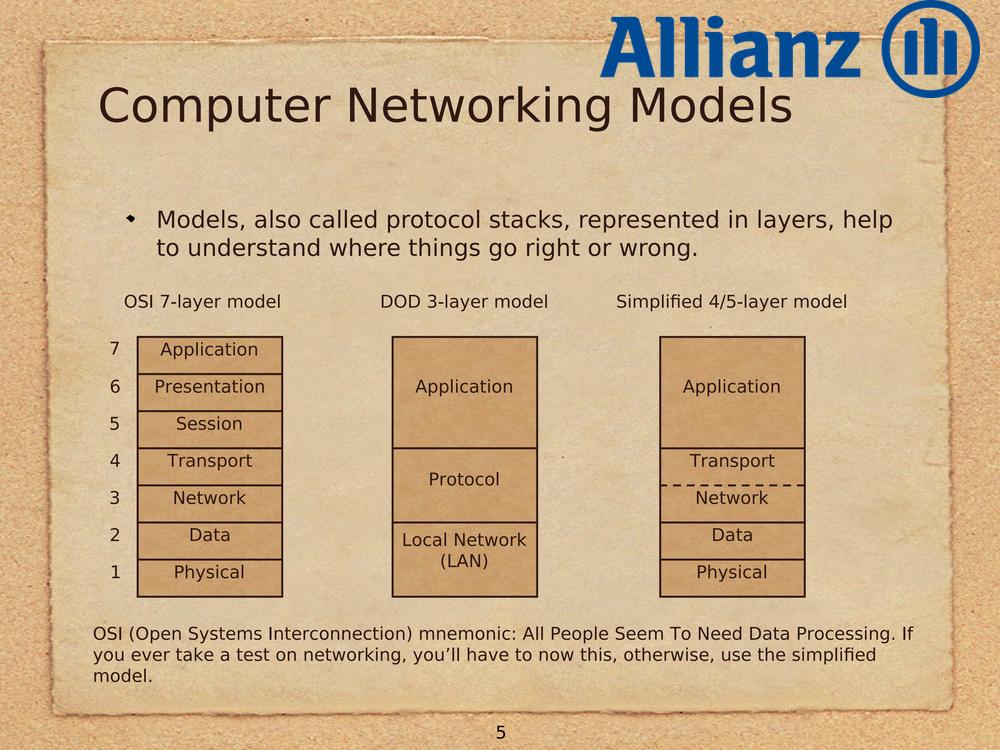 Allianz
Computer Networking Models
Models, also called protocol stacks, represented in layers, help
to understand where things go right or wrong.
OSI 7-layer model
DOD 3-layer model
Simplified 4/5-layer model
7 Application
6 Presentation
5 Session
4 Transport
3 Network
2 Data
1 Physical
Application
Protocol
Local Network
(LAN)
Application
Transport
Network
Data
Physical
OSI (Open Systems Interconnection) mnemonic: All People Seem To Need Data Processing. If
you ever take a test on networking, you’ll have to now this, otherwise, use the simplified
model.
5